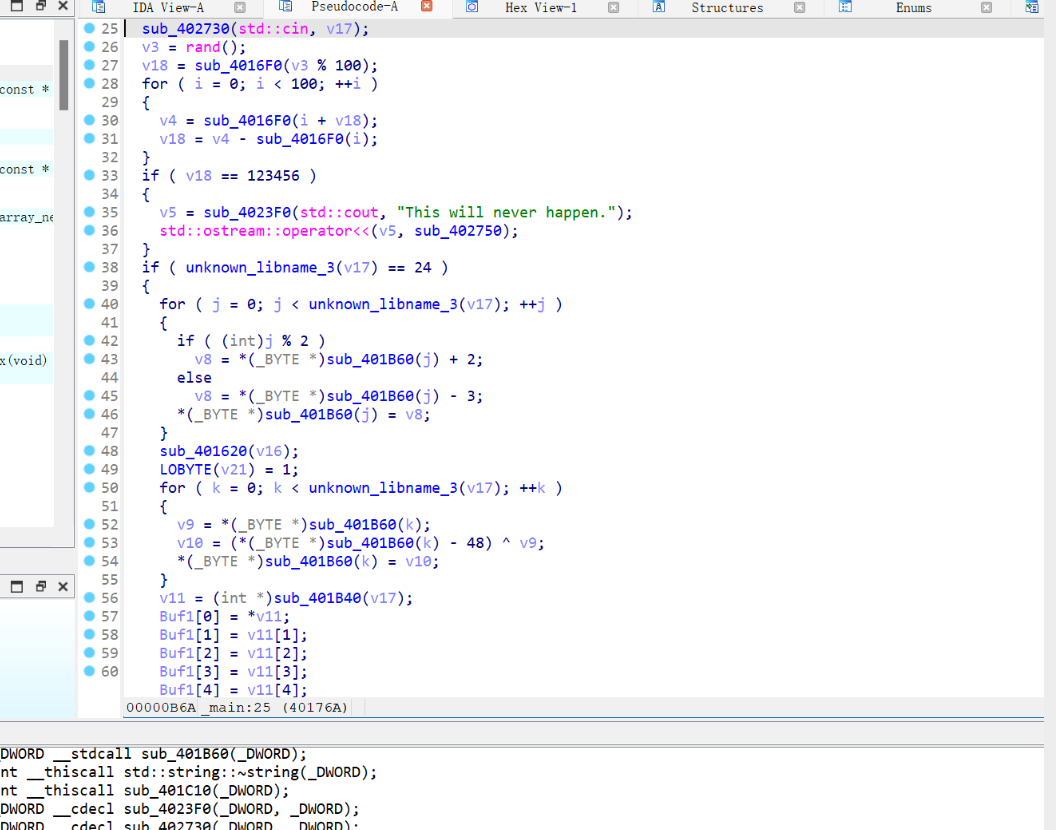 IDA View-A
Pseudocode-A
Hex View-1
Structures
Enums
const *
const *
array_ne
x(void)
25 sub_402730(std::cin, v17);
26 v3 = rand();
27 v18 = sub_4016F0(v3 % 100);
28 for ( i = 0; i < 100; ++i )
29 {
30 v4 = sub_4016F0(i + v18);
31 v18 = v4 - sub_4016F0(i);
32 }
33 if ( v18 == 123456 )
34 {
35 v5 = sub_4023F0(std::cout, "This will never happen.");
36 std::ostream::operator<<(v5, sub_402750);
37 }
38 if ( unknown_libname_3(v17) == 24 )
39 {
40 for ( j = 0; j < unknown_libname_3(v17); ++j )
41 {
42 if ( (int)j % 2 )
43 v8 = *(_BYTE *)sub_401B60(j) + 2;
44 else
45 v8 = *(_BYTE *)sub_401B60(j) - 3;
46 *(_BYTE *)sub_401B60(j) = v8;
47 }
48 sub_401620(v16);
49 LOBYTE(v21) = 1;
50 for ( k = 0; k < unknown_libname_3(v17); ++k )
51 {
52 v9 = *(_BYTE *)sub_401B60(k);
53 v10 = (*(_BYTE *)sub_401B60(k) - 48) ^ v9;
54 *(_BYTE *)sub_401B60(k) = v10;
55 }
56 v11 = (int *)sub_401B40(v17);
57 Buf1[0] = *v11;
58 Buf1[1] = v11[1];
59 Buf1[2] = v11[2];
60 Buf1[3] = v11[3];
Buf1[4] = v11[4];
00000B6A _main:25 (40176A)
DWORD __stdcall sub_401B60(_DWORD);
nt __thiscall std::string::~string(_DWORD);
nt __thiscall sub_401C10(_DWORD);
DWORD __cdecl sub_4023F0(_DWORD, _DWORD);
DWORD __cdecl sub_402730(_DWORD, _DWORD);